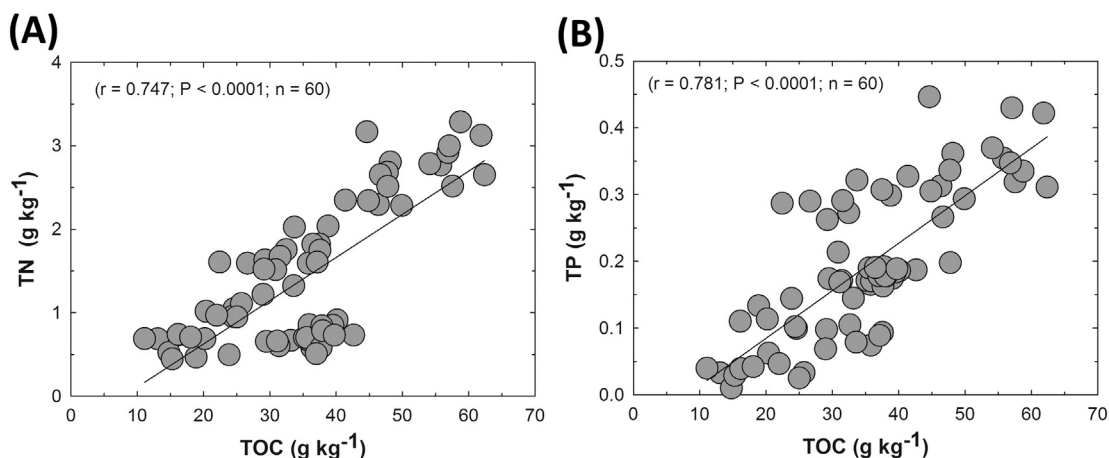 (A)
(r = 0.747; P < 0.0001; n = 60)
TN (g kg-1)
4
3
2
1
0
0 10 20 30 40 50 60 70
TOC (g kg-1)
(B)
(r = 0.781; P < 0.0001; n = 60)
TP (g kg-1)
0.5
0.4
0.3
0.2
0.1
0.0
0 10 20 30 40 50 60 70
TOC (g kg-1)